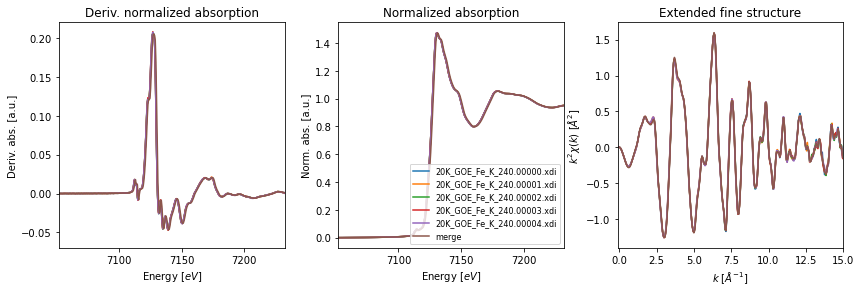 Deriv. normalized absorption
Deriv. abs. [a.u.]
0.20
0.15
0.10
0.05
0.00
−0.05
7100
7150
7200
Energy [eV]
Normalized absorption
Norm. abs. [a.u.]
1.4
1.2
1.0
0.8
0.6
0.4
0.2
0.0
7100
7150
7200
Energy [eV]
20K_GOE_Fe_K_240.00000.xdi
20K_GOE_Fe_K_240.00001.xdi
20K_GOE_Fe_K_240.00002.xdi
20K_GOE_Fe_K_240.00003.xdi
20K_GOE_Fe_K_240.00004.xdi
merge
Extended fine structure
k²χ(k) [Å⁻²]
1.5
1.0
0.5
0.0
−0.5
−1.0
0.0
2.5
5.0
7.5
10.0
12.5
15.0
k [Å⁻¹]